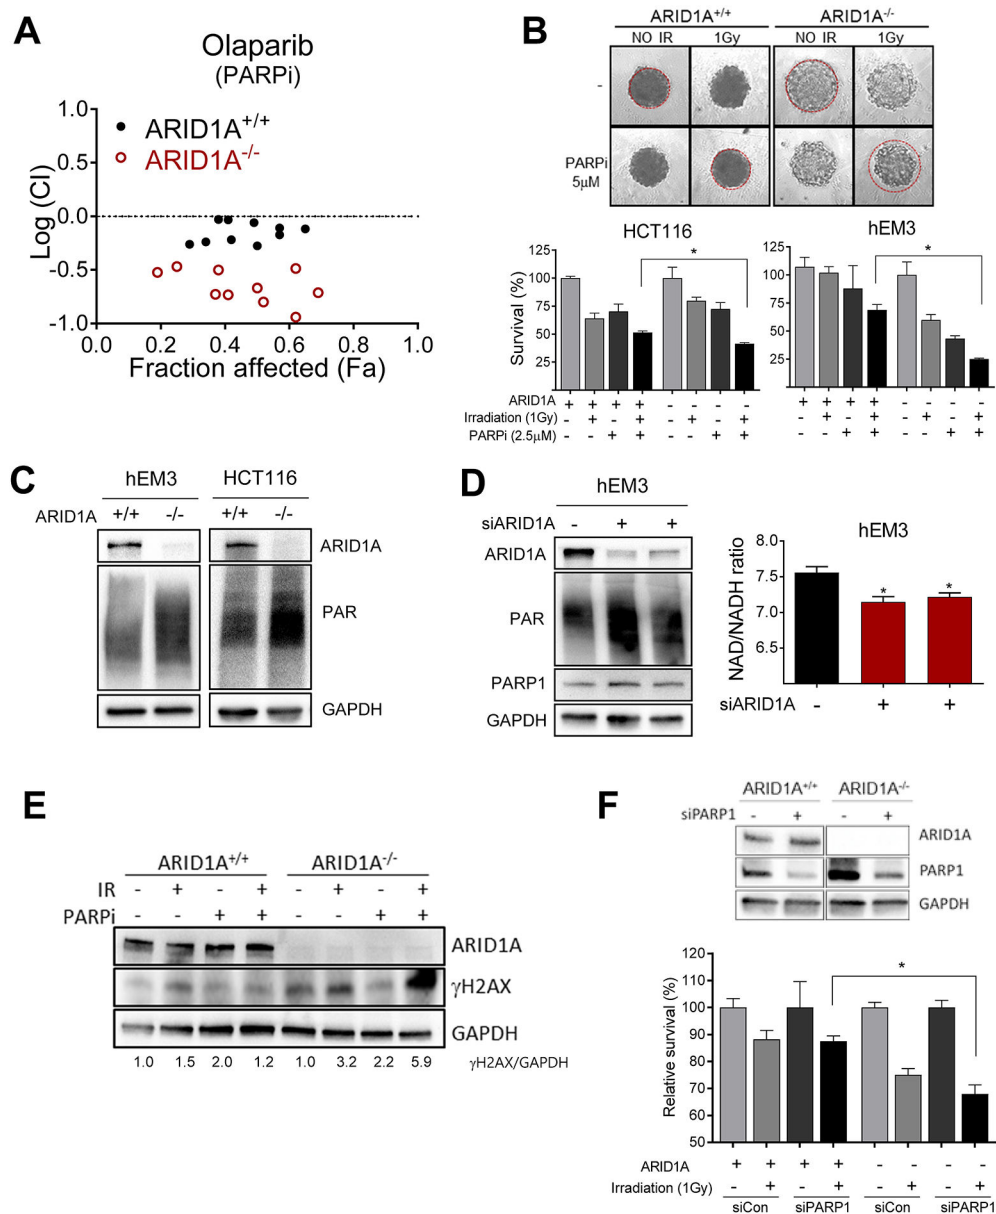 A
Olaparib
(PARPi)
ARID1A+/+
ARID1A-/-
1.0
0.5
0.0
-0.5
-1.0
Log (CI)
0.0 0.2 0.4 0.6 0.8 1.0
Fraction affected (Fa)
B
ARID1A+/+ ARID1A-/-
NO IR 1Gy NO IR 1Gy
-
PARPi
5μM
HCT116
hEM3
Survival (%)
125
100
75
50
25
*
125
100
75
50
25
*
ARID1A + + + + - - - - + + + + - - - -
Irradiation (1Gy) - + - + - + - + - + - + - + - +
PARPi (2.5μM) - - + + - - + + - - + + - - + +
C
hEM3 HCT116
ARID1A +/+ -/- +/+ -/-
ARID1A
PAR
GAPDH
D
hEM3
siARID1A - + +
ARID1A
PAR
PARP1
GAPDH
hEM3
NAD/NADH ratio
8.0
7.5
7.0
6.5
* *
siARID1A - + +
E
ARID1A+/+ ARID1A-/-
IR - + - + - + - +
PARPi - - + + - - + +
ARID1A
γH2AX
GAPDH
1.0 1.5 2.0 1.2 1.0 3.2 2.2 5.9 γH2AX/GAPDH
F
ARID1A+/+ ARID1A-/-
siPARP1 - + - +
ARID1A
PARP1
GAPDH
Relative survival (%)
120
110
100
90
80
70
60
50
*
ARID1A + + + + - - - -
Irradiation (1Gy) - + - + - + - +
siCon siPARP1 siCon siPARP1